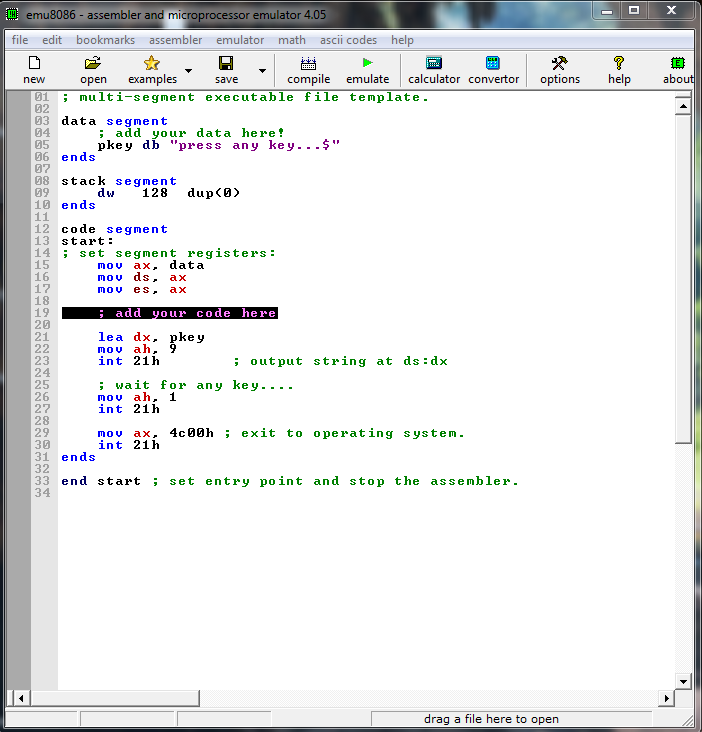 emu8086 - assembler and microprocessor emulator 4.05
file edit bookmarks assembler emulator math ascii codes help
new open examples save compile emulate calculator convertor options help about
01 ; multi-segment executable file template.
02
03 data segment
04     ; add your data here!
05     pkey db "press any key...$"
06 ends
07
08 stack segment
09     dw   128  dup(0)
10 ends
11
12 code segment
13 start:
14 ; set segment registers:
15     mov ax, data
16     mov ds, ax
17     mov es, ax
18
19     ; add your code here
20
21     lea dx, pkey
22     mov ah, 9
23     int 21h        ; output string at ds:dx
24
25     ; wait for any key....
26     mov ah, 1
27     int 21h
28
29     mov ax, 4c00h ; exit to operating system.
30     int 21h
31 ends
32
33 end start ; set entry point and stop the assembler.
34
drag a file here to open